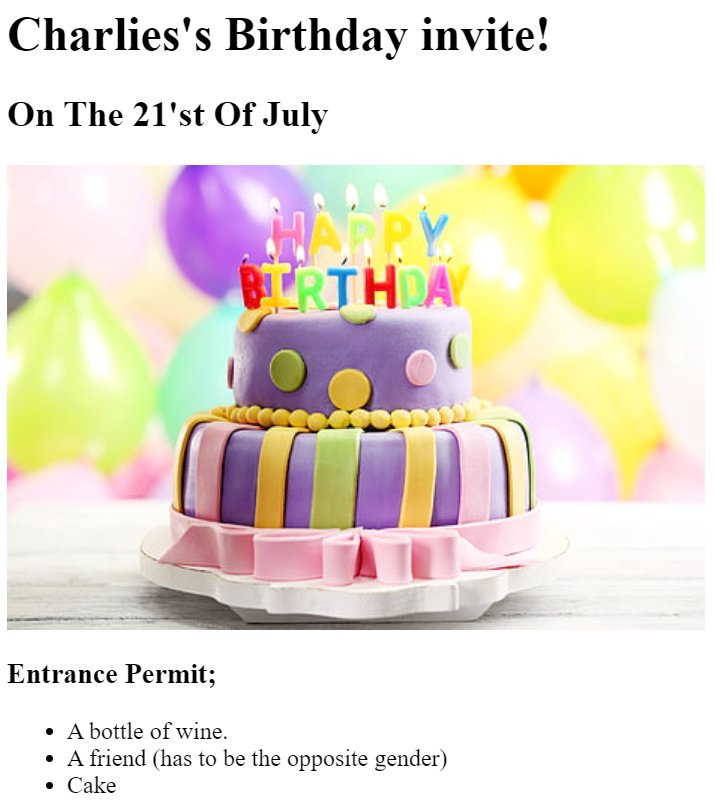 Charlies's Birthday invite!
On The 21'st Of July
HAPPY
BIRTHDAY
Entrance Permit;
A bottle of wine.
A friend (has to be the opposite gender)
Cake